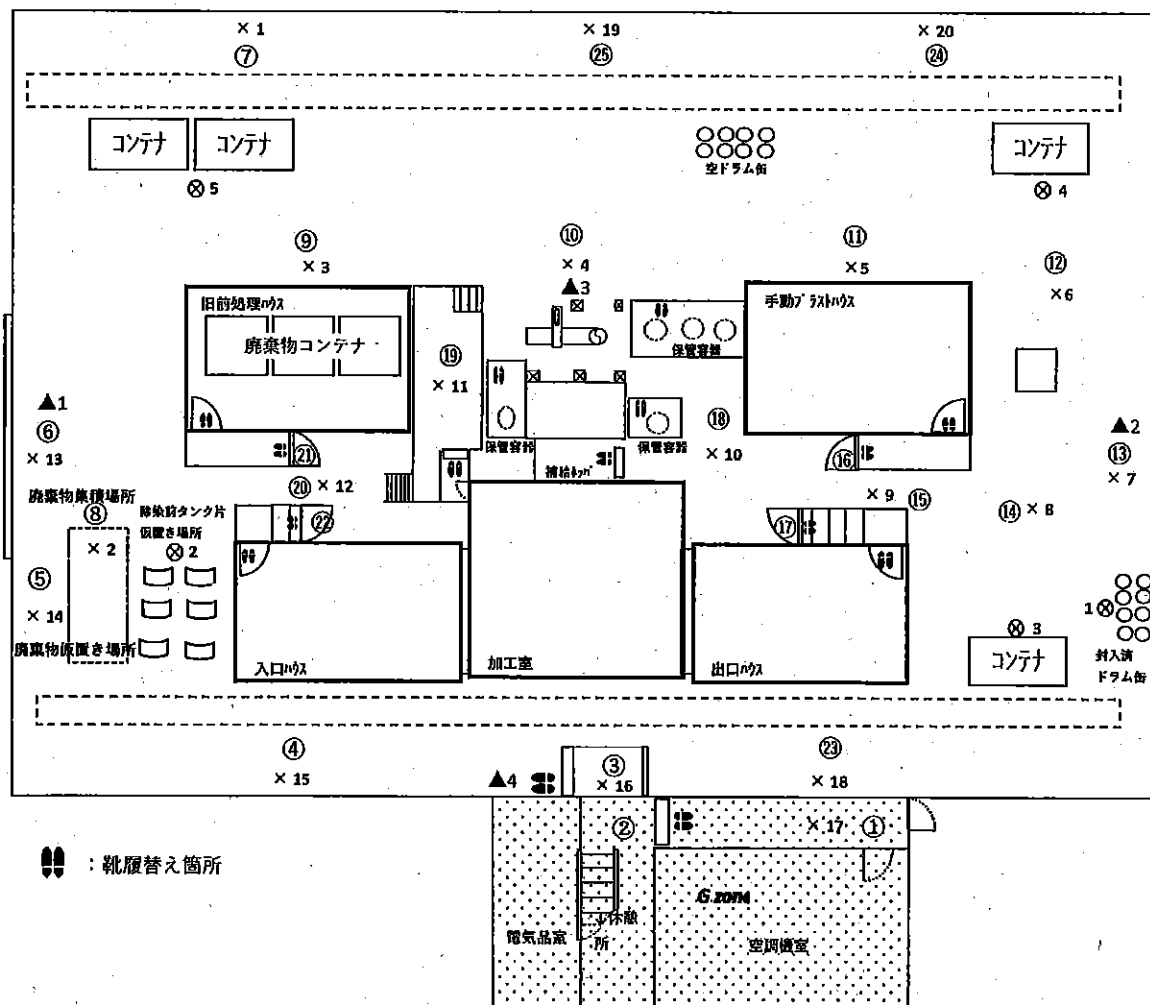 × 1
× 19
× 20
⑦
㉕
㉔
コンテナ
コンテナ
空ドラム缶
コンテナ
⊗ 5
⊗ 4
⑨
⑩
⑪
⑫
× 3
× 4
× 5
× 6
▲3
旧前処理ハウス
廃棄物コンテナ
手動ブラストハウス
保管容器
⑲
× 11
▲1
⑥
× 13
⑱
× 10
▲2
⑬
× 7
保管容器
保管容器
㉑
⑯
⑳
× 12
× 9
⑮
⑭
× 8
廃棄物集積場所
⑧
× 2
除染前タンク片
仮置き場所
⊗ 2
㉒
⑰
⑤
× 14
廃棄物仮置き場所
入口ハウス
加工室
出口ハウス
⊗ 3
コンテナ
1 ⊗
封入済
ドラム缶
④
× 15
▲4
③
× 16
㉓
× 18
②
× 17
①
:靴履替え箇所
G zone
電気品室
休憩
所
空調機室